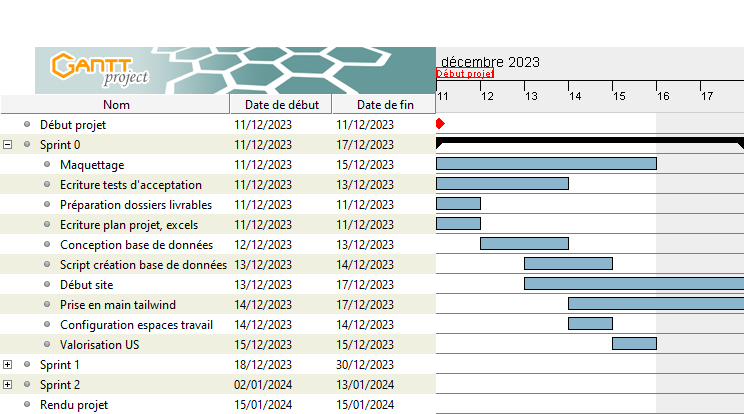 GANTT
project
décembre 2023
Début projet
11 12 13 14 15 16 17
Nom Date de début Date de fin
Début projet 11/12/2023 11/12/2023
Sprint 0 11/12/2023 17/12/2023
Maquettage 11/12/2023 15/12/2023
Ecriture tests d'acceptation 11/12/2023 13/12/2023
Préparation dossiers livrables 11/12/2023 11/12/2023
Ecriture plan projet, excels 11/12/2023 11/12/2023
Conception base de données 12/12/2023 13/12/2023
Script création base de données 13/12/2023 14/12/2023
Début site 13/12/2023 17/12/2023
Prise en main tailwind 14/12/2023 17/12/2023
Configuration espaces travail 14/12/2023 14/12/2023
Valorisation US 15/12/2023 15/12/2023
Sprint 1 18/12/2023 30/12/2023
Sprint 2 02/01/2024 13/01/2024
Rendu projet 15/01/2024 15/01/2024